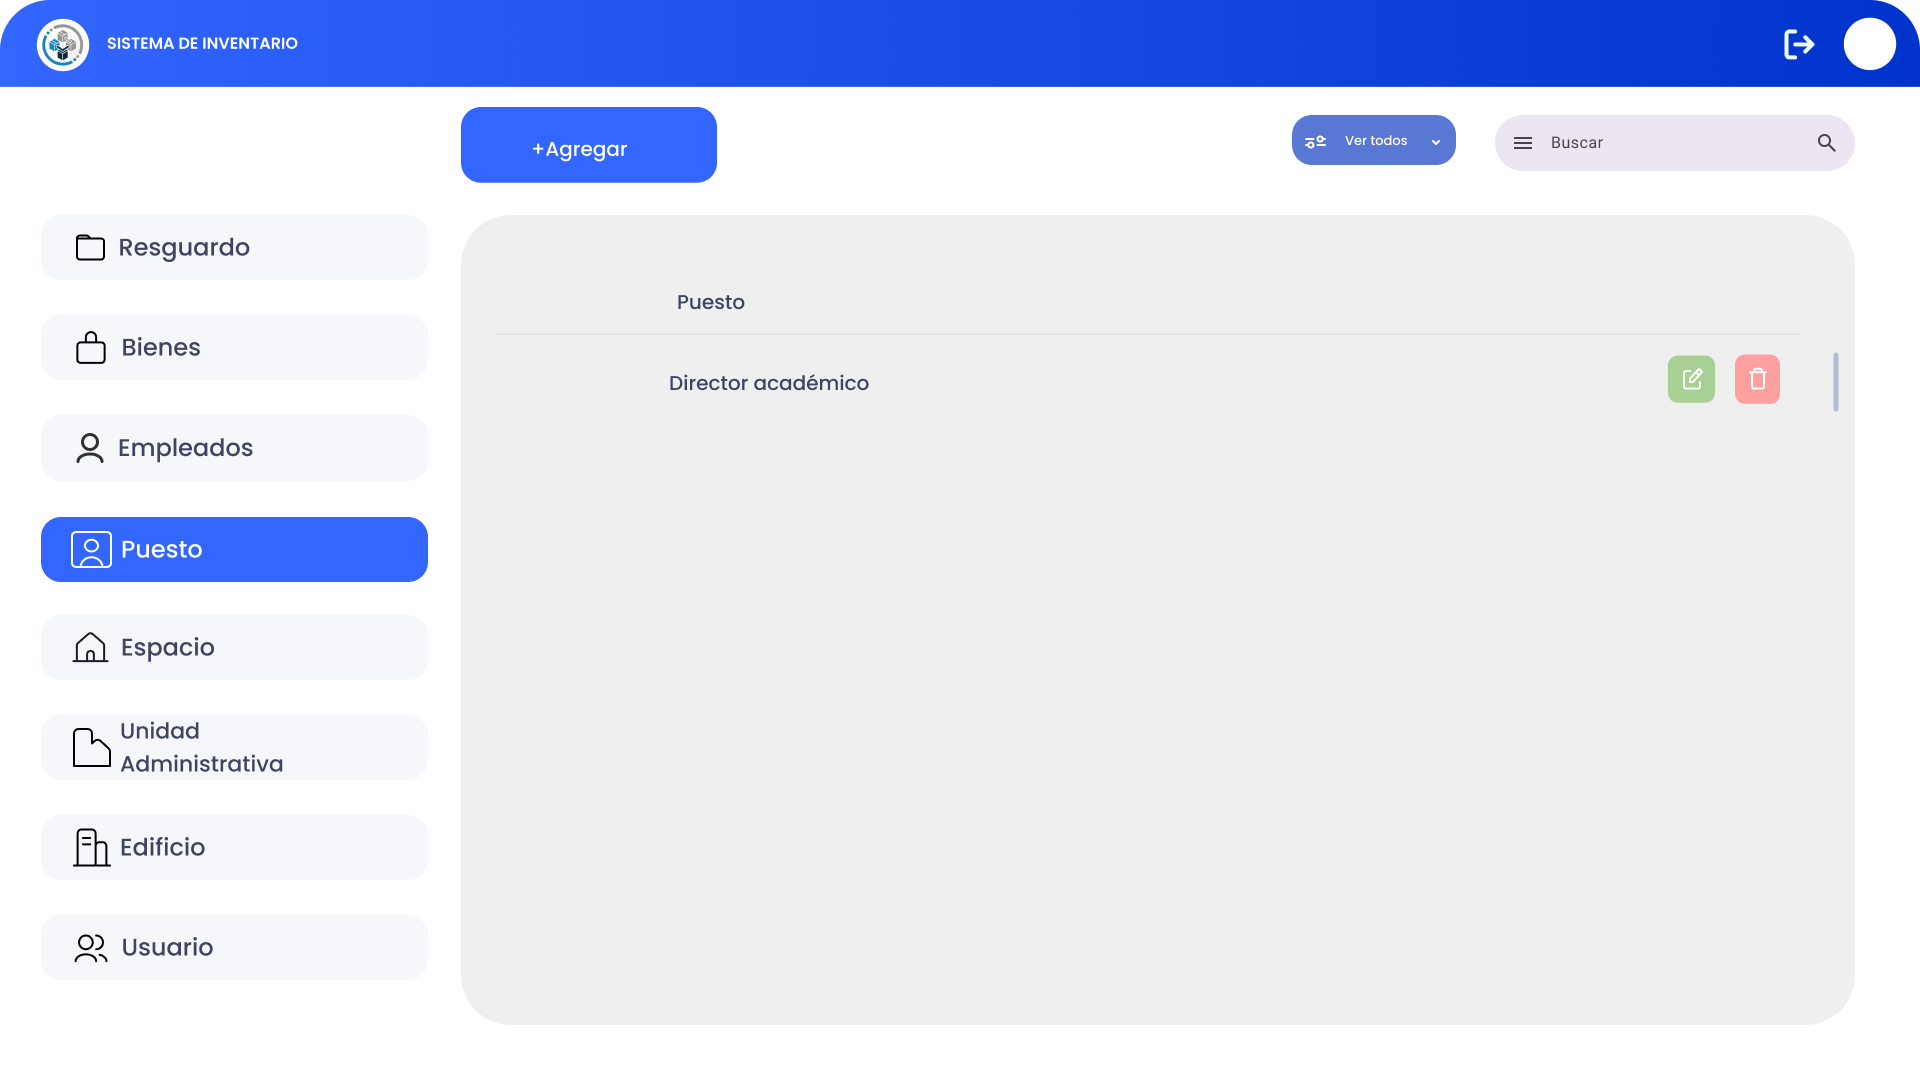 SISTEMA DE INVENTARIO
+Agregar
Ver todos
Buscar
Resguardo
Bienes
Empleados
Puesto
Espacio
Unidad
Administrativa
Edificio
Usuario
Puesto
Director académico